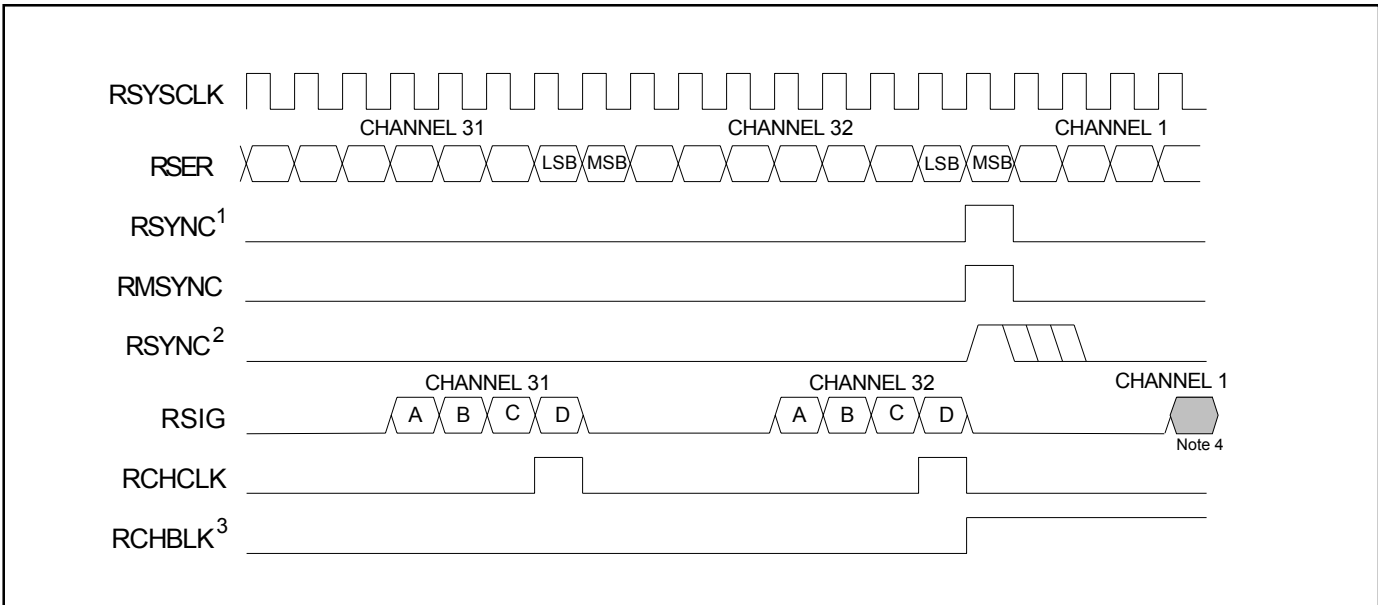 RSYSCLK
CHANNEL 31 CHANNEL 32 CHANNEL 1
RSER LSB MSB LSB MSB
RSYNC1
RMSYNC
RSYNC2
CHANNEL 31 CHANNEL 32 CHANNEL 1
RSIG A B C D A B C D
Note 4
RCHCLK
RCHBLK3